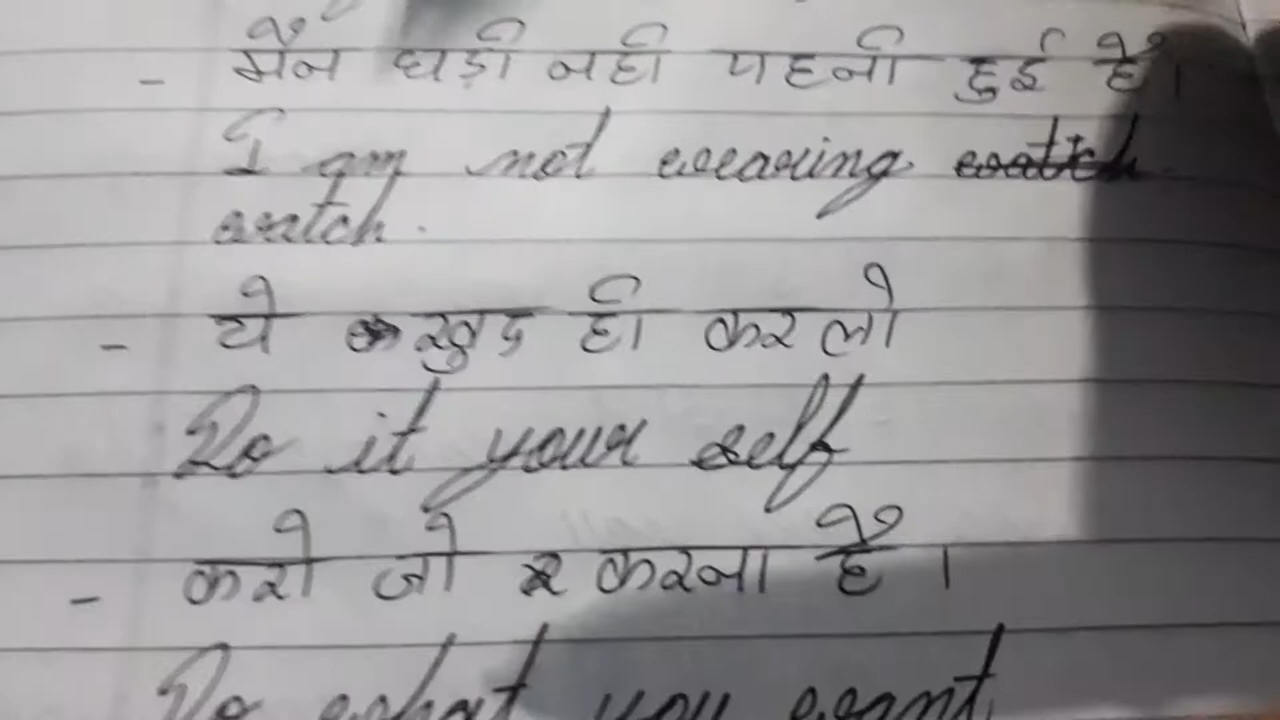 - मैंन घड़ी नही पहनी हुई है।
I am not wearing
watch.
- ये खुद ही करलो
Do it your self
- करो जो करना है।
Do what you want